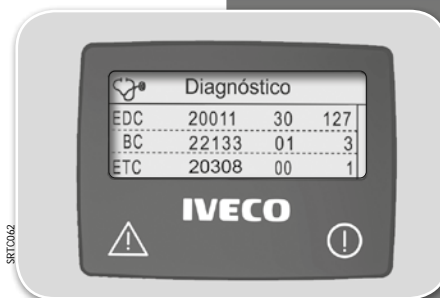 Diagnóstico
EDC 20011 30 127
BC 22133 01 3
ETC 20308 00 1
IVECO
SRTC062